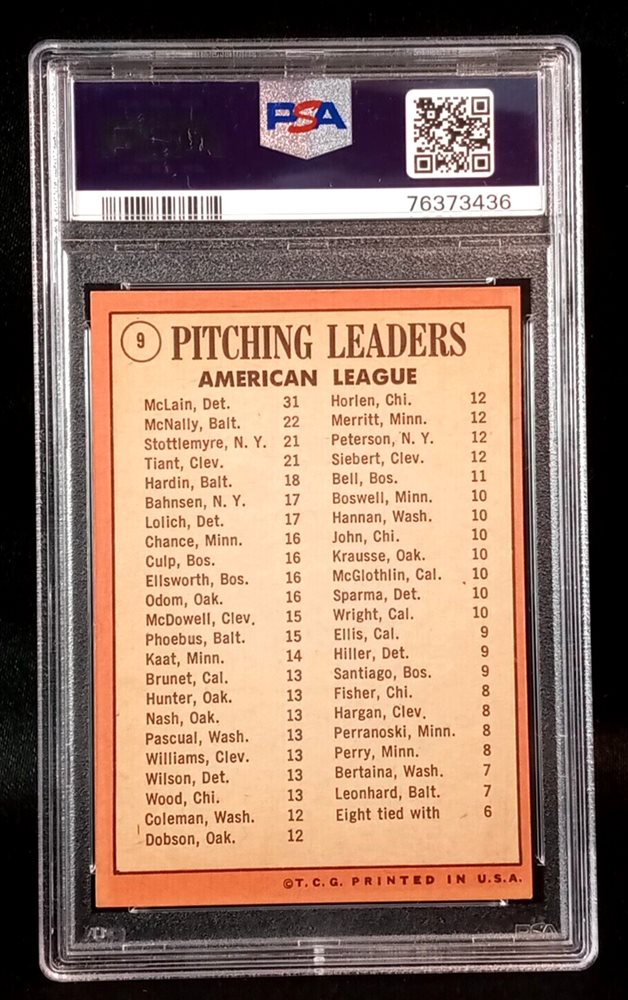 PSA
76373436
9 PITCHING LEADERS
AMERICAN LEAGUE
McLain, Det. 31
McNally, Balt. 22
Stottlemyre, N. Y. 21
Tiant, Clev. 21
Hardin, Balt. 18
Bahnsen, N. Y. 17
Lolich, Det. 17
Chance, Minn. 16
Culp, Bos. 16
Ellsworth, Bos. 16
Odom, Oak. 16
McDowell, Clev. 15
Phoebus, Balt. 15
Kaat, Minn. 14
Brunet, Cal. 13
Hunter, Oak. 13
Nash, Oak. 13
Pascual, Wash. 13
Williams, Clev. 13
Wilson, Det. 13
Wood, Chi. 13
Coleman, Wash. 12
Dobson, Oak. 12
Horlen, Chi. 12
Merritt, Minn. 12
Peterson, N. Y. 12
Siebert, Clev. 12
Bell, Bos. 11
Boswell, Minn. 10
Hannan, Wash. 10
John, Chi. 10
Krausse, Oak. 10
McGlothlin, Cal. 10
Sparma, Det. 10
Wright, Cal. 10
Ellis, Cal. 9
Hiller, Det. 9
Santiago, Bos. 9
Fisher, Chi. 8
Hargan, Clev. 8
Perranoski, Minn. 8
Perry, Minn. 8
Bertaina, Wash. 7
Leonhard, Balt. 7
Eight tied with 6
©T. C. G. PRINTED IN U.S.A.
PSA